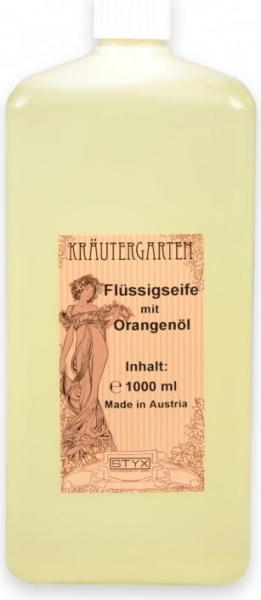 KRÄUTERGARTEN
Flüssigseife
mit
Orangenöl
Inhalt:
℮ 1000 ml
Made in Austria
STYX